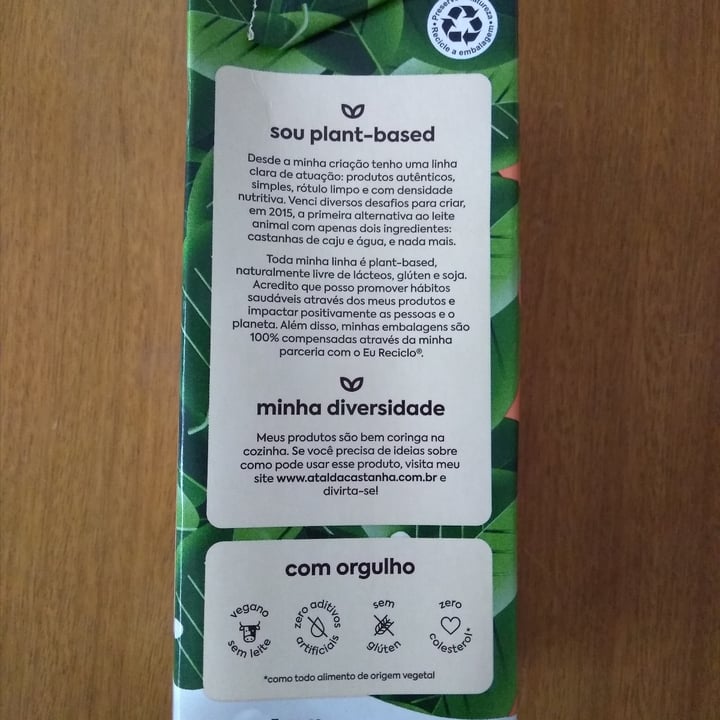 Recicle a embalagem
sou plant-based
Desde a minha criação tenho uma linha
clara de atuação: produtos autênticos,
simples, rótulo limpo e com densidade
nutritiva. Venci diversos desafios para criar,
em 2015, a primeira alternativa ao leite
animal com apenas dois ingredientes:
castanhas de caju e água, e nada mais.
Toda minha linha é plant-based,
naturalmente livre de lácteos, glúten e soja.
Acredito que posso promover hábitos
saudáveis através dos meus produtos e
impactar positivamente as pessoas e o
planeta. Além disso, minhas embalagens são
100% compensadas através da minha
parceria com o Eu Reciclo®.
minha diversidade
Meus produtos são bem coringa na
cozinha. Se você precisa de ideias sobre
como pode usar esse produto, visita meu
site www.ataldacastanha.com.br e
divirta-se!
com orgulho
vegano
sem leite
zero aditivos
artificiais
sem
glúten
zero
colesterol*
*como todo alimento de origem vegetal